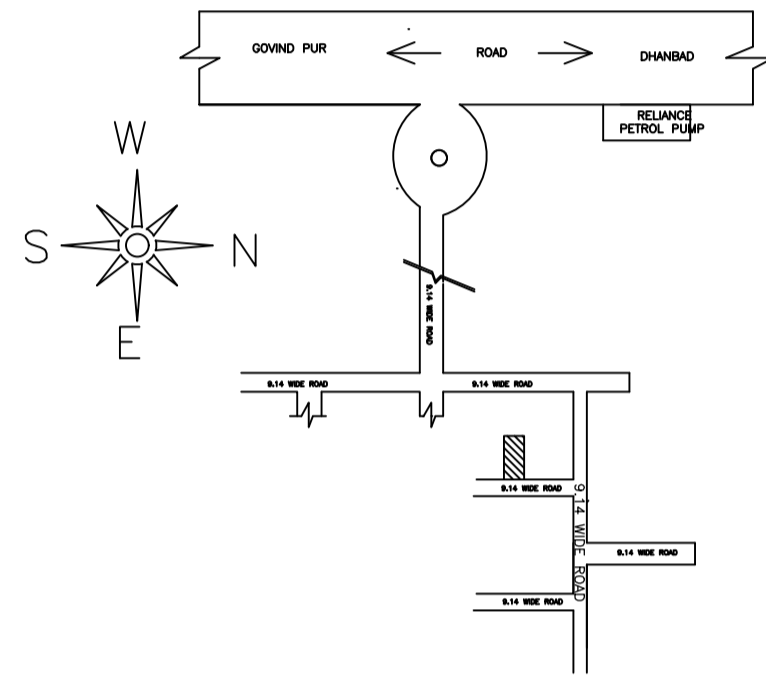 GOVIND PUR ROAD DHANBAD
RELIANCE
PETROL PUMP
W
S N
E
9.14 WIDE ROAD
9.14 WIDE ROAD 9.14 WIDE ROAD
9.14 WIDE ROAD
9.14 WIDE ROAD
9.14 WIDE ROAD
9.14 WIDE ROAD